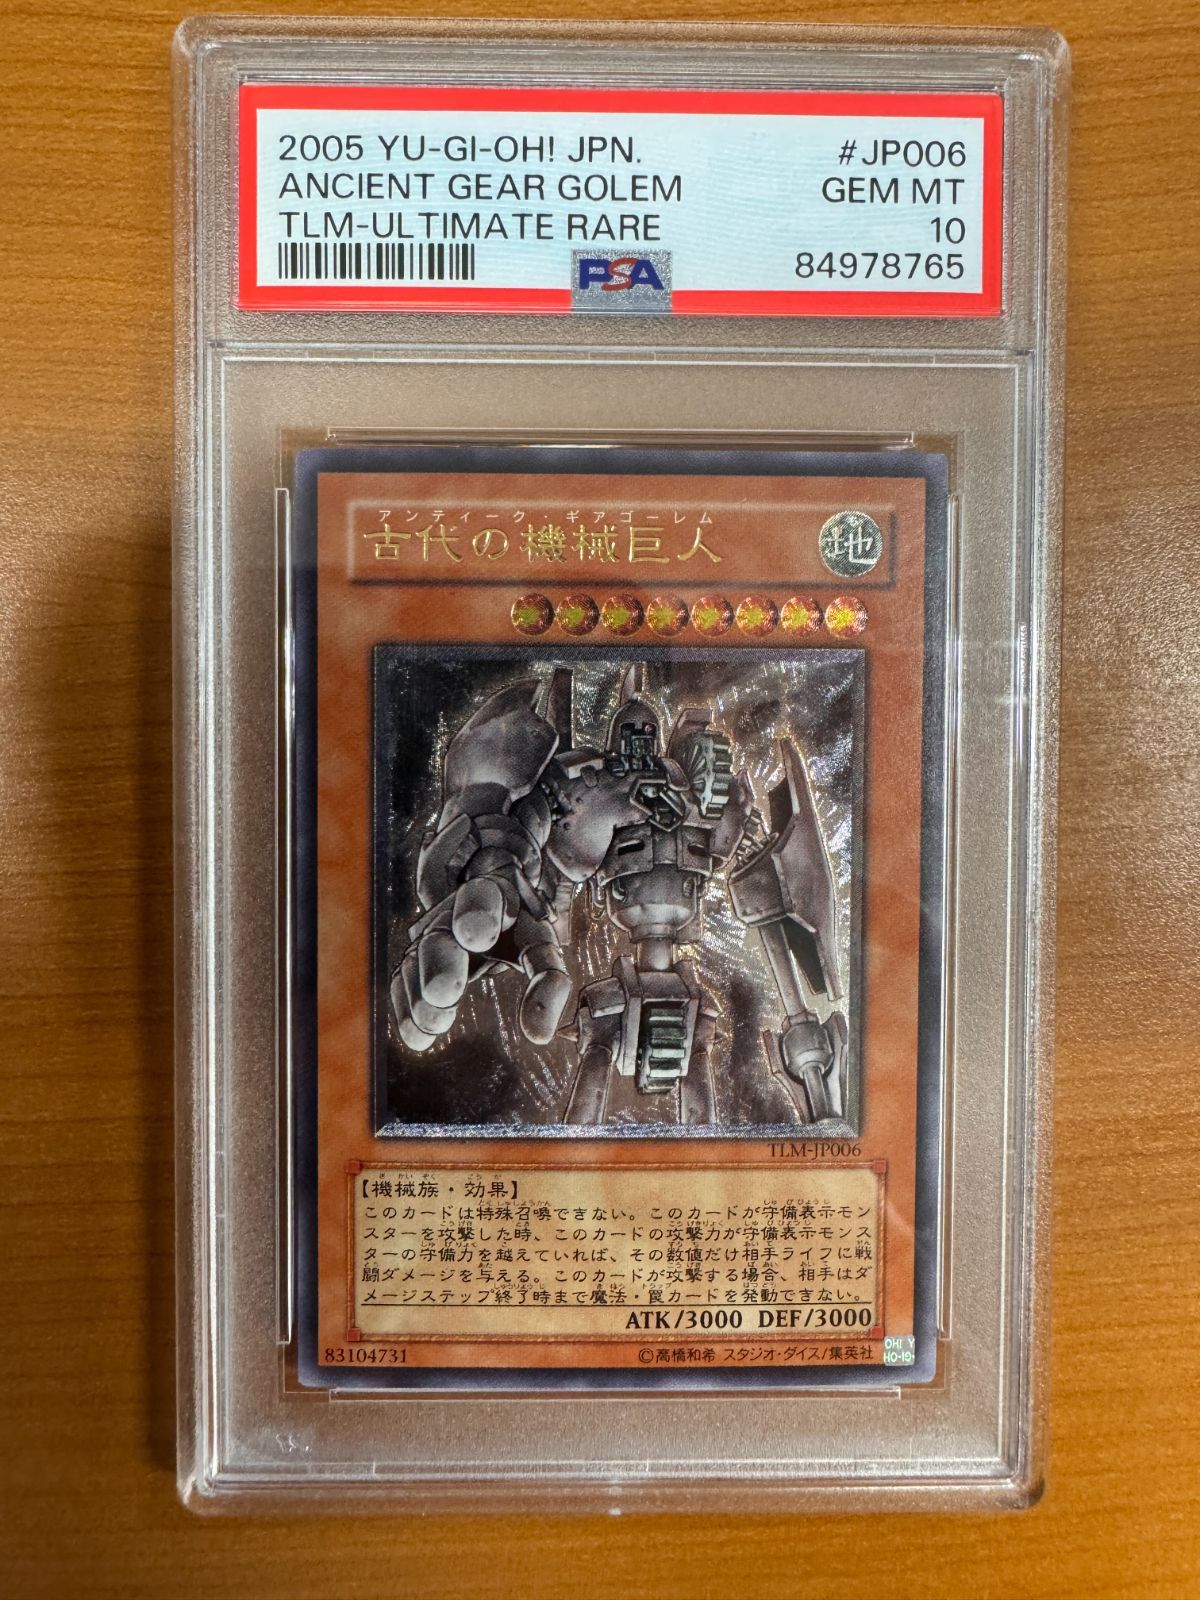 2005 YU-GI-OH! JPN. #JP006
ANCIENT GEAR GOLEM GEM MT
TLM-ULTIMATE RARE 10
PSA 84978765
アンティーク・ギアゴーレム
古代の機械巨人 地
TLM-JP006
【機械族・効果】
このカードは特殊召喚できない。このカードが守備表示モン
スターを攻撃した時、このカードの攻撃力が守備表示モンス
ターの守備力を越えていれば、その数値だけ相手ライフに戦
闘ダメージを与える。このカードが攻撃する場合、相手はダ
メージステップ終了時まで魔法・罠カードを発動できない。
ATK/3000 DEF/3000
83104731 ©高橋和希 スタジオ・ダイス/集英社